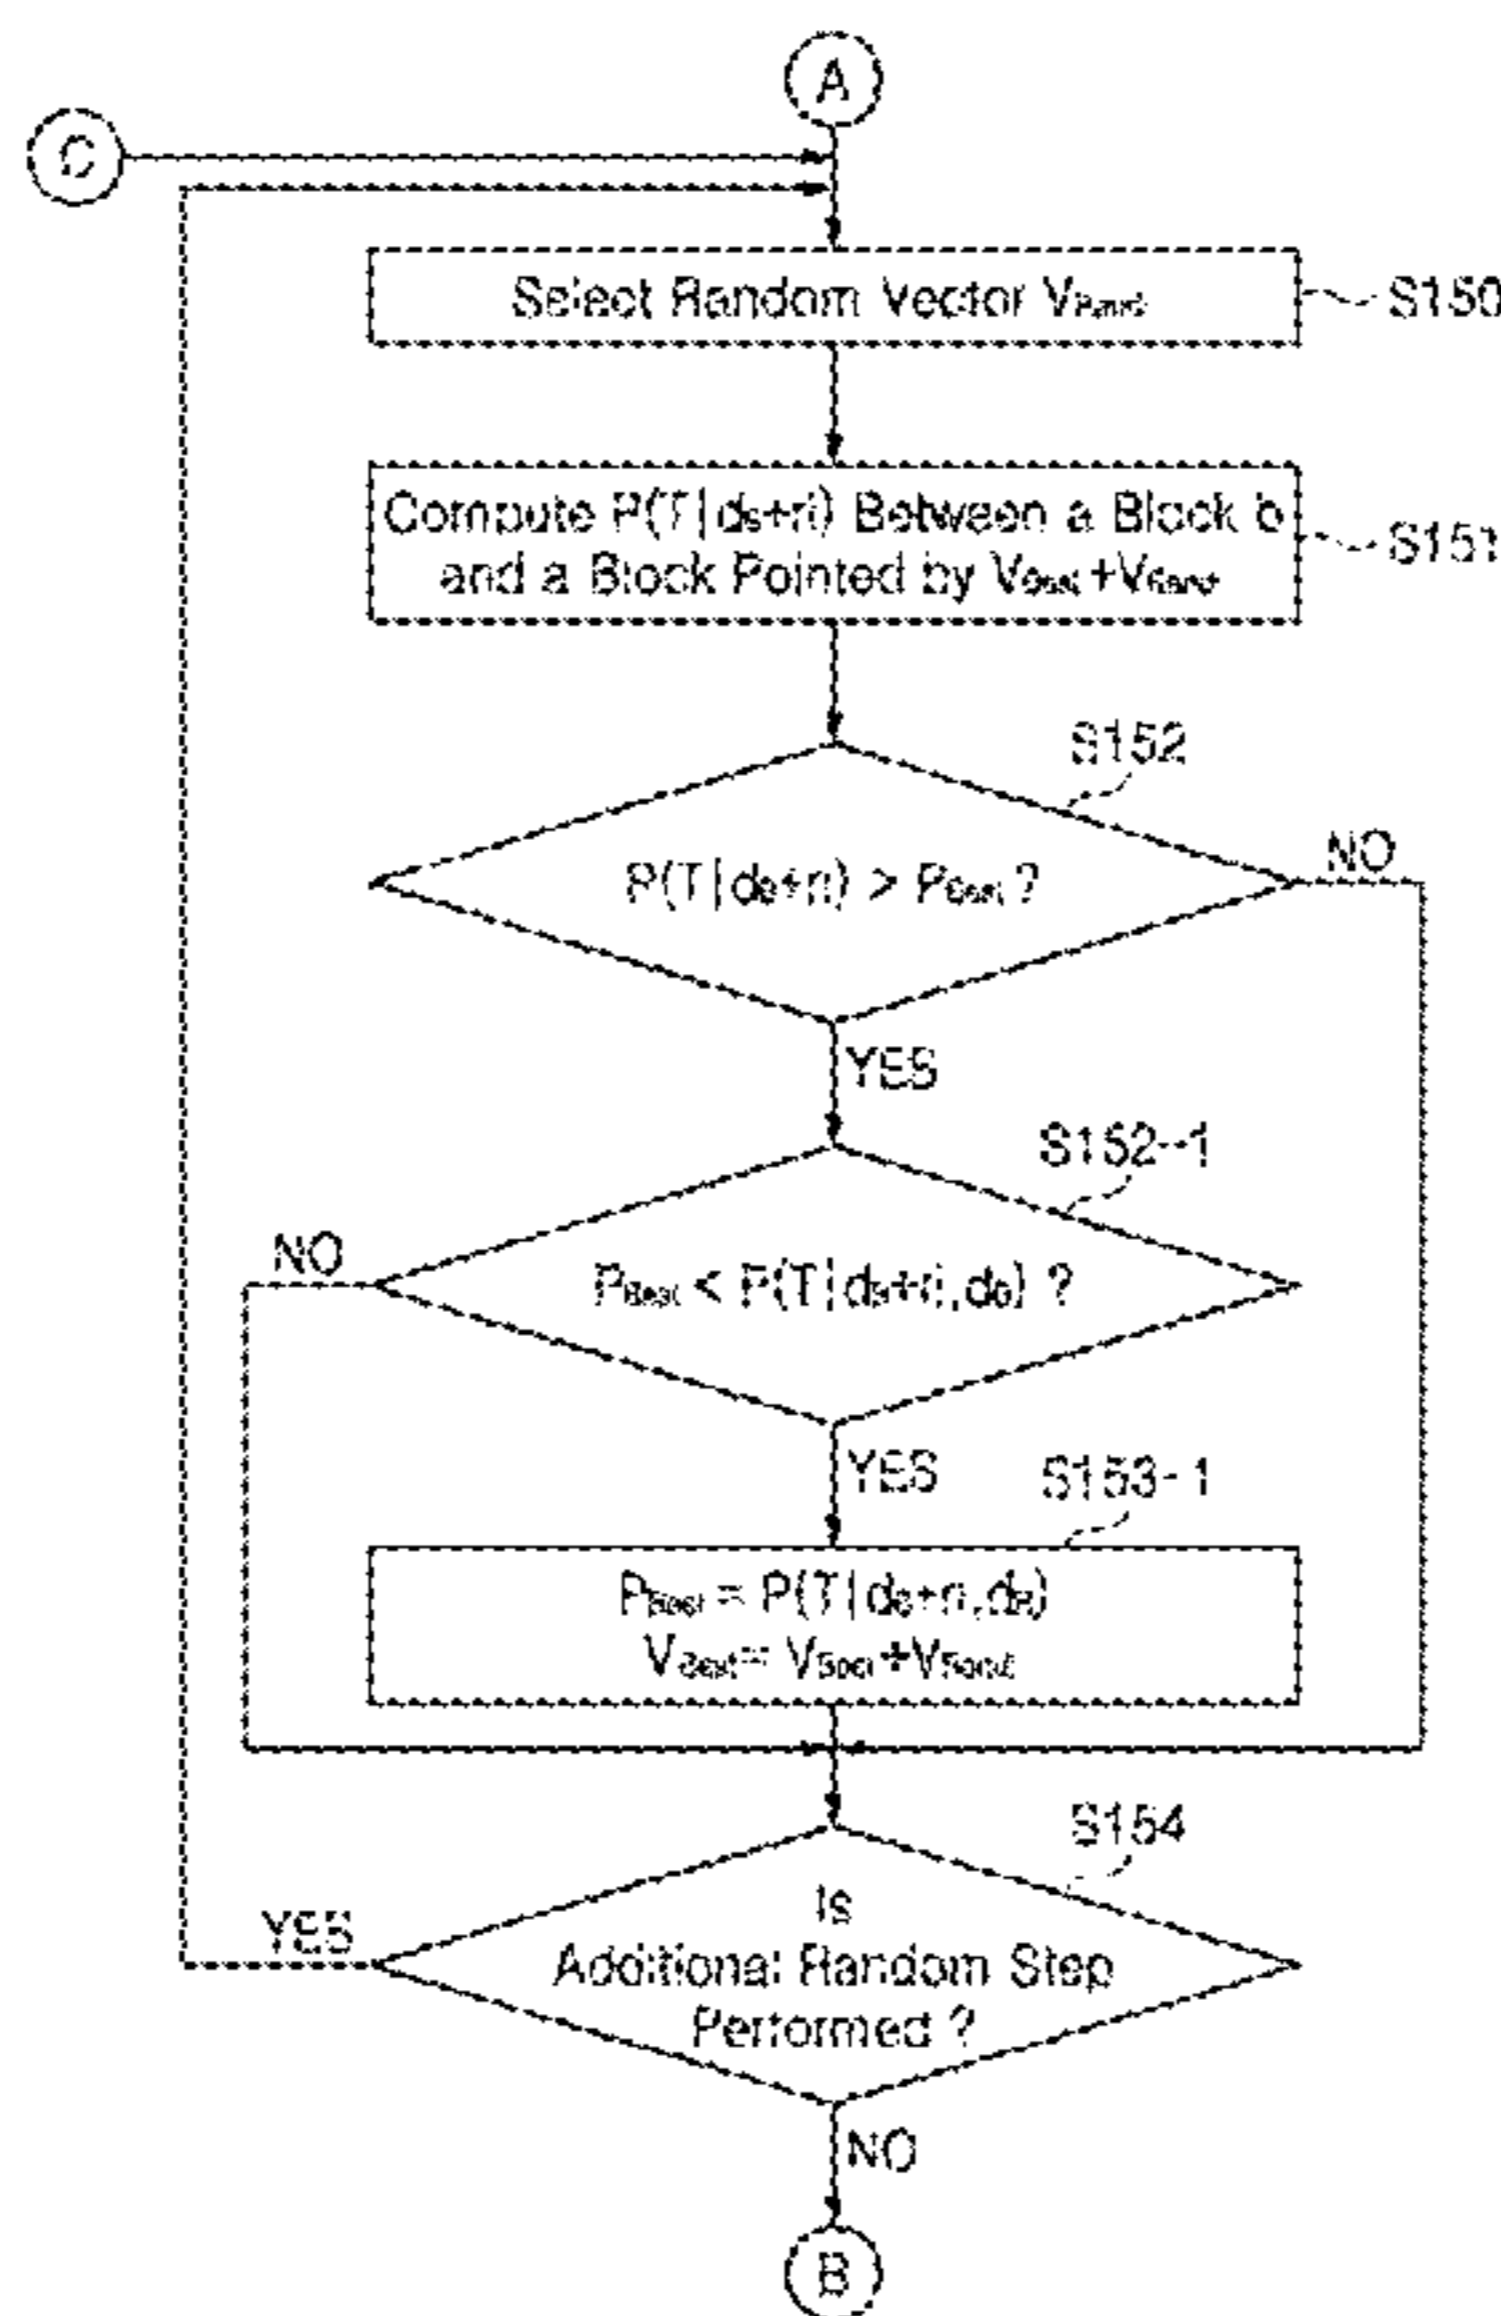 A
C
Select Random Vector VRand
S150
Compute P(T|ds+ri) Between a Block b
and a Block Pointed by VBest+VRand
S151
S152
P(T|ds+ri) > PBest ?
NO
YES
S152-1
NO
PBest < P(T|ds+ri,de) ?
YES
S153-1
PBest = P(T|ds+ri,de)
VBest= VBest+VRand
S154
YES
Is
Additional Random Step
Performed ?
NO
B